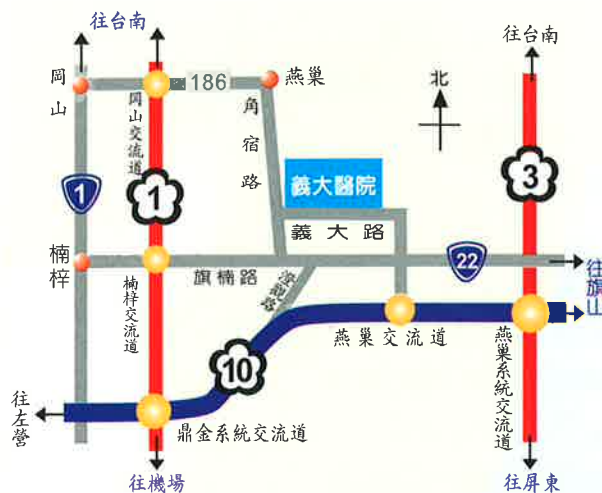 往台南
往台南
岡山
岡山交流道
186
燕巢
角宿路
北
義大醫院
義大路
1
1
3
楠梓
楠梓交流道
旗楠路
澄觀路
22
往旗山
燕巢交流道
燕巢系統交流道
10
往左營
鼎金系統交流道
往機場
往屏東